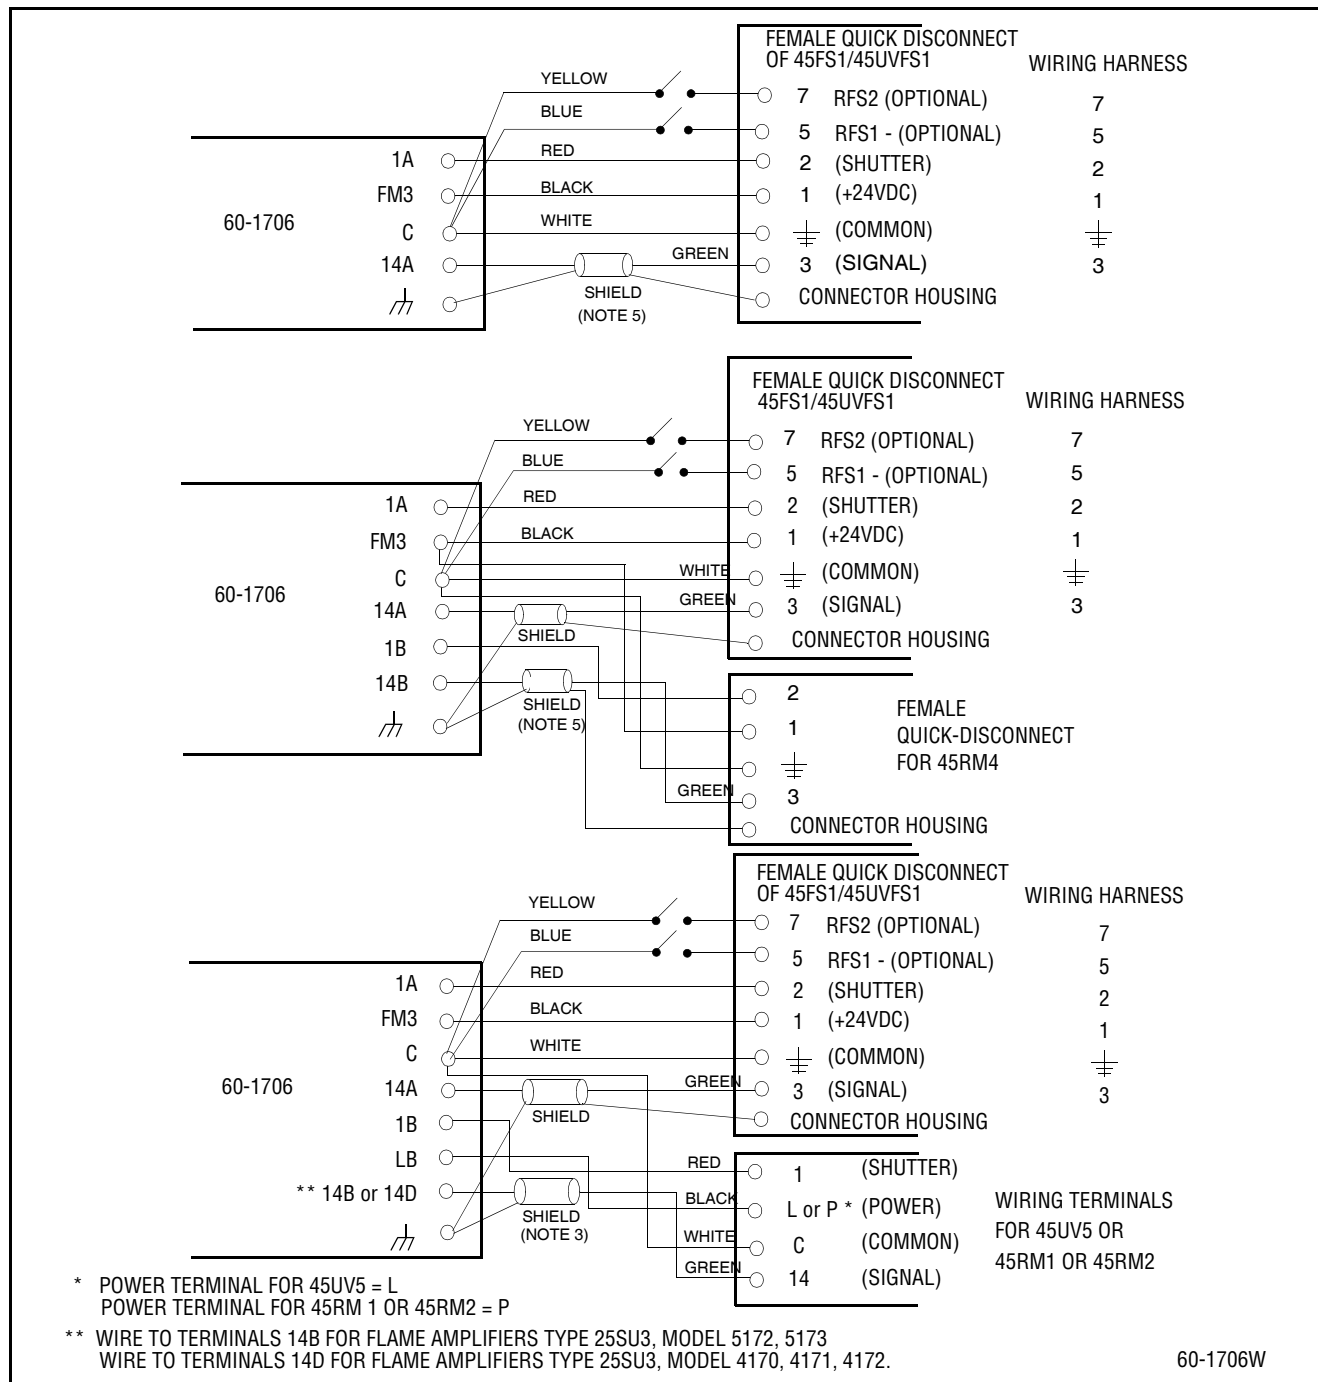 FEMALE QUICK DISCONNECT
OF 45FS1/45UVFS1
WIRING HARNESS
YELLOW
7 RFS2 (OPTIONAL)
7
BLUE
5 RFS1 - (OPTIONAL)
5
1A
RED
2 (SHUTTER)
2
FM3
BLACK
1 (+24VDC)
1
60-1706
C
WHITE
(COMMON)
14A
GREEN
3 (SIGNAL)
3
SHIELD
(NOTE 5)
CONNECTOR HOUSING
FEMALE QUICK DISCONNECT
45FS1/45UVFS1
WIRING HARNESS
YELLOW
7 RFS2 (OPTIONAL)
7
BLUE
5 RFS1 - (OPTIONAL)
5
1A
RED
2 (SHUTTER)
2
FM3
BLACK
1 (+24VDC)
1
C
WHITE
(COMMON)
60-1706
14A
GREEN
3 (SIGNAL)
3
SHIELD
CONNECTOR HOUSING
1B
14B
SHIELD
(NOTE 5)
2
1
3
GREEN
CONNECTOR HOUSING
FEMALE
QUICK-DISCONNECT
FOR 45RM4
FEMALE QUICK DISCONNECT
OF 45FS1/45UVFS1
WIRING HARNESS
YELLOW
7 RFS2 (OPTIONAL)
7
BLUE
5 RFS1 - (OPTIONAL)
5
1A
RED
2 (SHUTTER)
2
FM3
BLACK
1 (+24VDC)
1
C
WHITE
(COMMON)
60-1706
14A
GREEN
3 (SIGNAL)
3
SHIELD
CONNECTOR HOUSING
1B
LB
** 14B or 14D
SHIELD
(NOTE 3)
RED
1 (SHUTTER)
BLACK
L or P * (POWER)
WHITE
C (COMMON)
GREEN
14 (SIGNAL)
WIRING TERMINALS
FOR 45UV5 OR
45RM1 OR 45RM2
* POWER TERMINAL FOR 45UV5 = L
POWER TERMINAL FOR 45RM 1 OR 45RM2 = P
** WIRE TO TERMINALS 14B FOR FLAME AMPLIFIERS TYPE 25SU3, MODEL 5172, 5173
WIRE TO TERMINALS 14D FOR FLAME AMPLIFIERS TYPE 25SU3, MODEL 4170, 4171, 4172.
60-1706W